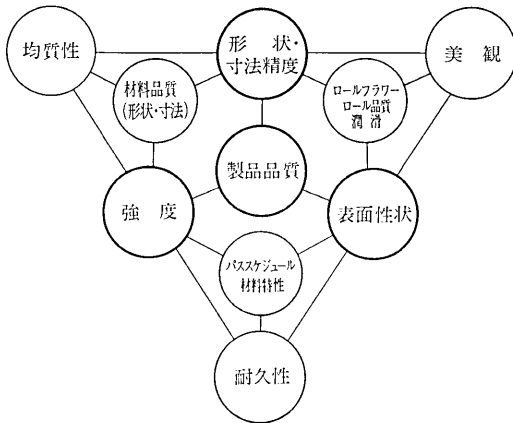 均質性
形状・
寸法精度
美観
材料品質
(形状・寸法)
ロールフラワー
ロール品質
潤滑
製品品質
強度
表面性状
パススケジュール
材料特性
耐久性